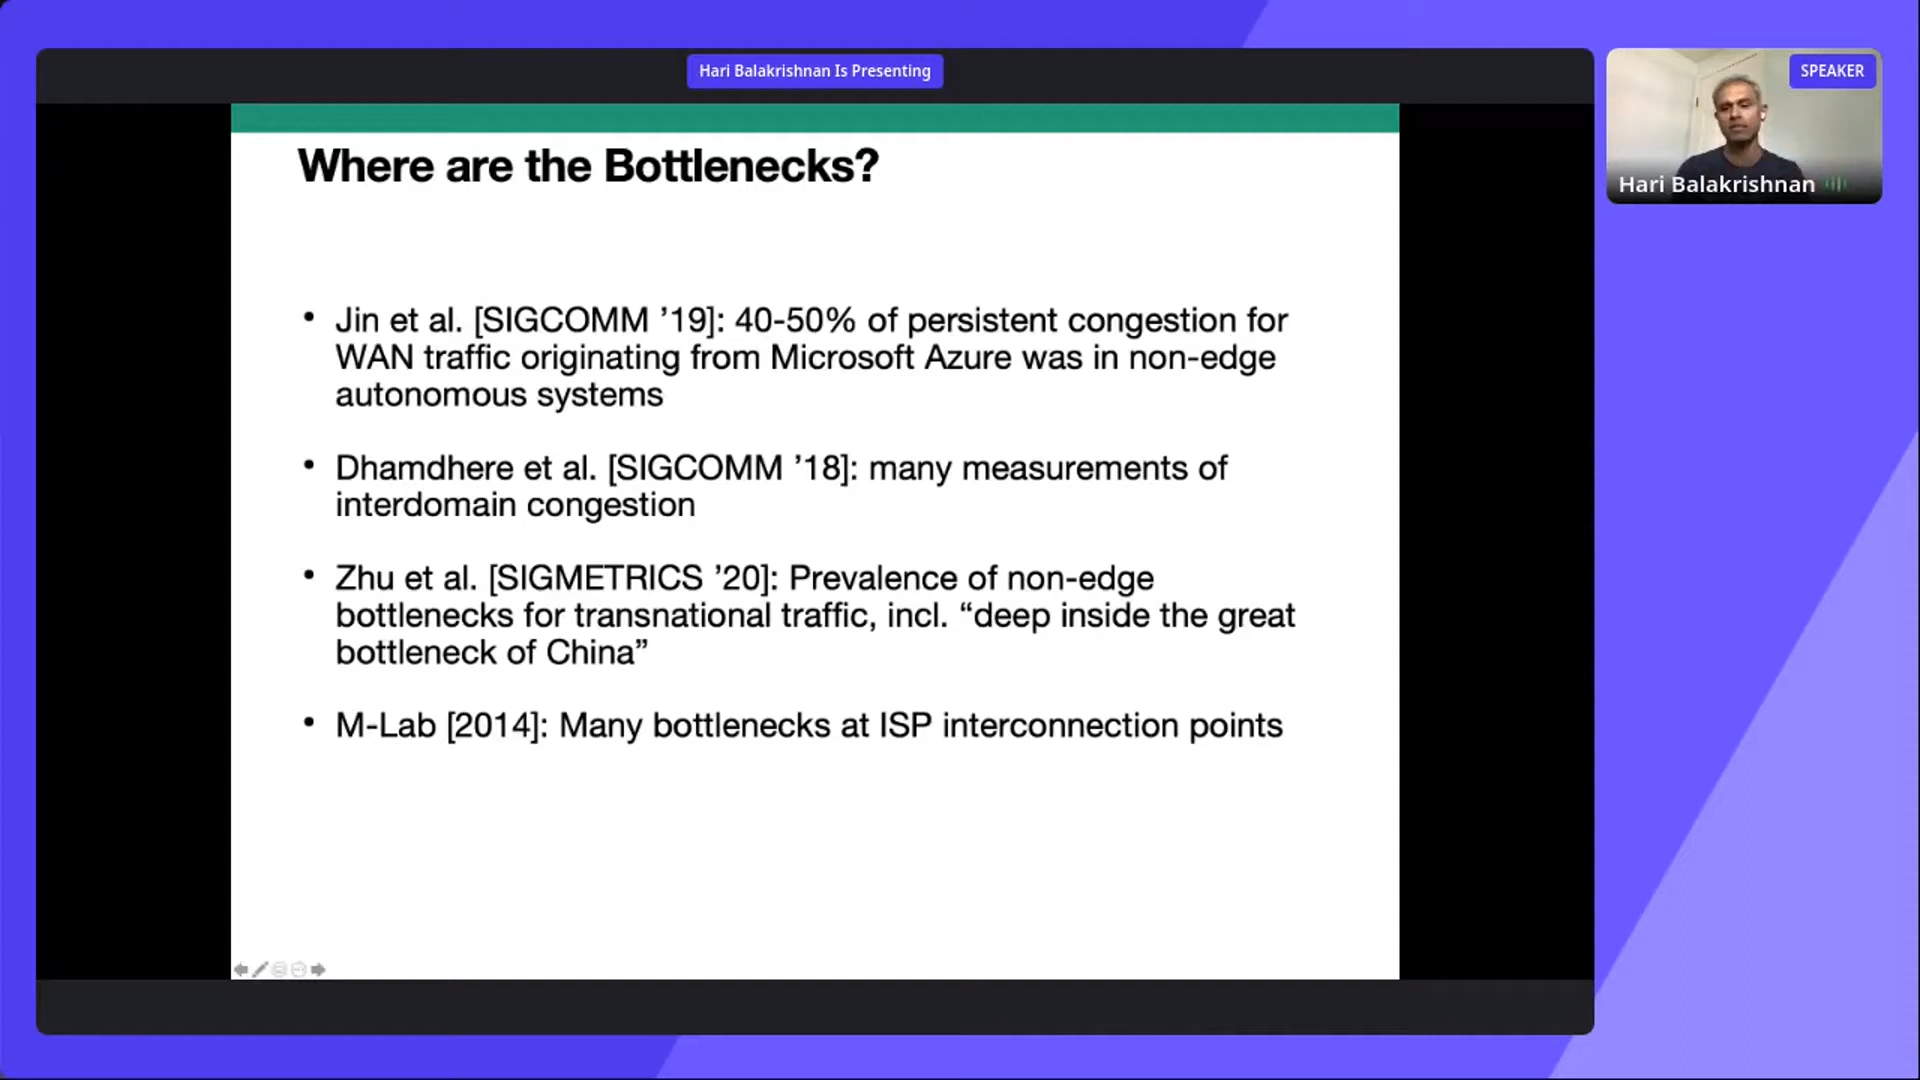 Hari Balakrishnan Is Presenting
SPEAKER
Hari Balakrishnan
Where are the Bottlenecks?
• Jin et al. [SIGCOMM ’19]: 40-50% of persistent congestion for
WAN traffic originating from Microsoft Azure was in non-edge
autonomous systems
• Dhamdhere et al. [SIGCOMM ’18]: many measurements of
interdomain congestion
• Zhu et al. [SIGMETRICS ’20]: Prevalence of non-edge
bottlenecks for transnational traffic, incl. “deep inside the great
bottleneck of China”
• M-Lab [2014]: Many bottlenecks at ISP interconnection points